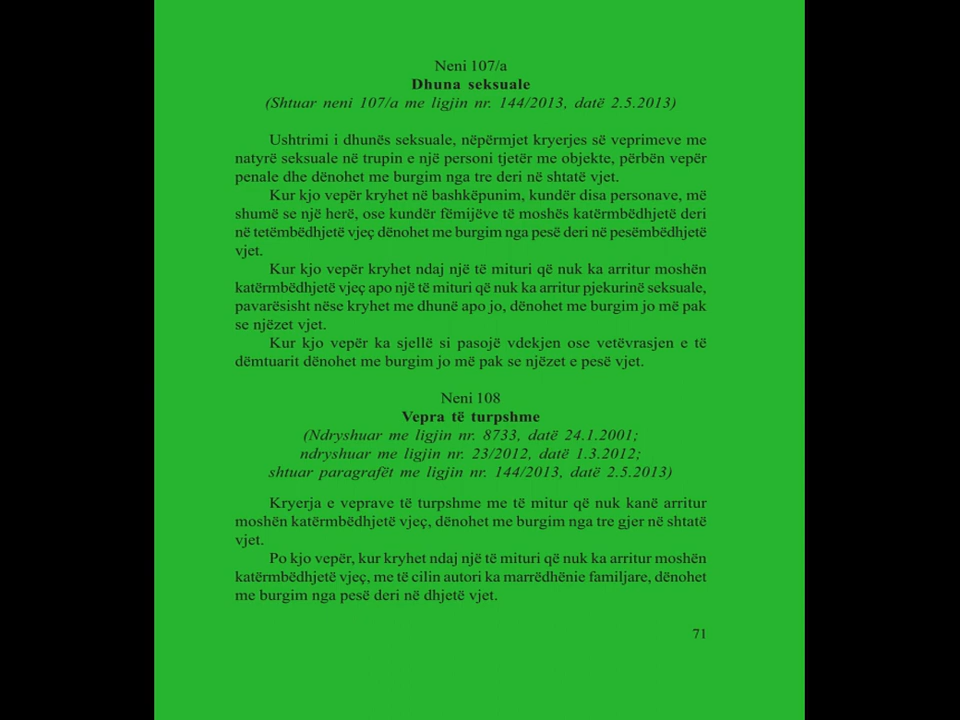 Neni 107/a
Dhuna seksuale
(Shtuar neni 107/a me ligjin nr. 144/2013, datë 2.5.2013)
Ushtrimi i dhunës seksuale, nëpërmjet kryerjes së veprimeve me
natyrë seksuale në trupin e një personi tjetër me objekte, përbën vepër
penale dhe dënohet me burgim nga tre deri në shtatë vjet.
Kur kjo vepër kryhet në bashkëpunim, kundër disa personave, më
shumë se një herë, ose kundër fëmijëve të moshës katërmbëdhjetë deri
në tetëmbëdhjetë vjeç dënohet me burgim nga pesë deri në pesëmbëdhjetë
vjet.
Kur kjo vepër kryhet ndaj një të mituri që nuk ka arritur moshën
katërmbëdhjetë vjeç apo një të mituri që nuk ka arritur pjekurinë seksuale,
pavarësisht nëse kryhet me dhunë apo jo, dënohet me burgim jo më pak
se njëzet vjet.
Kur kjo vepër ka sjellë si pasojë vdekjen ose vetëvrasjen e të
dëmtuarit dënohet me burgim jo më pak se njëzet e pesë vjet.
Neni 108
Vepra të turpshme
(Ndryshuar me ligjin nr. 8733, datë 24.1.2001;
ndryshuar me ligjin nr. 23/2012, datë 1.3.2012;
shtuar paragrafët me ligjin nr. 144/2013, datë 2.5.2013)
Kryerja e veprave të turpshme me të mitur që nuk kanë arritur
moshën katërmbëdhjetë vjeç, dënohet me burgim nga tre gjer në shtatë
vjet.
Po kjo vepër, kur kryhet ndaj një të mituri që nuk ka arritur moshën
katërmbëdhjetë vjeç, me të cilin autori ka marrëdhënie familjare, dënohet
me burgim nga pesë deri në dhjetë vjet.
71